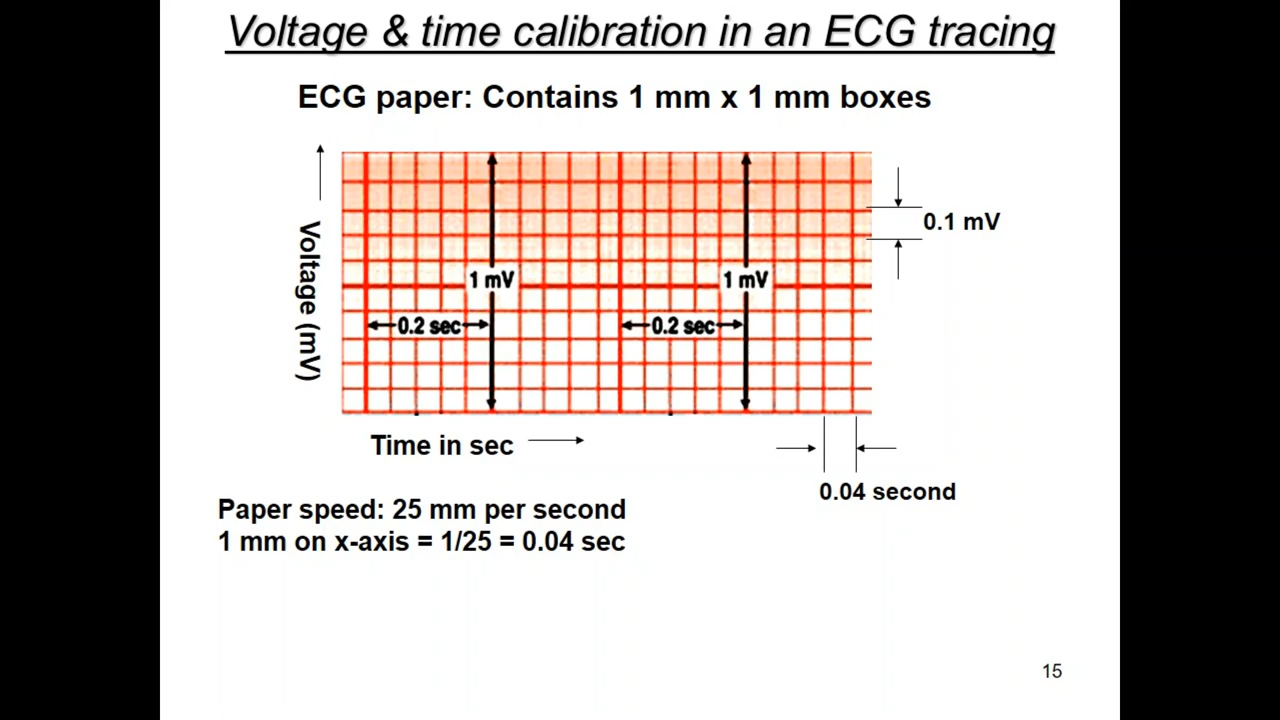 Voltage & time calibration in an ECG tracing
ECG paper: Contains 1 mm x 1 mm boxes
Voltage (mV)
0.1 mV
1 mV
1 mV
0.2 sec
0.2 sec
Time in sec
0.04 second
Paper speed: 25 mm per second
1 mm on x-axis = 1/25 = 0.04 sec
15